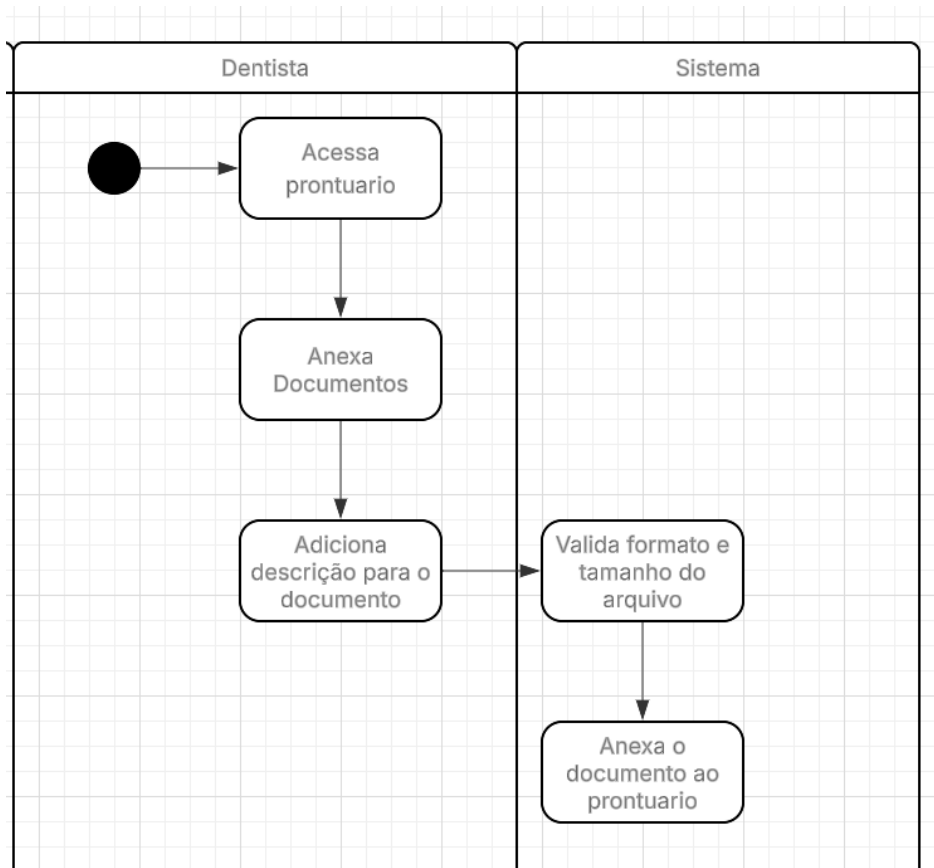 Dentista
Sistema
Acessa
prontuario
Anexa
Documentos
Adiciona
descrição para o
documento
Valida formato e
tamanho do
arquivo
Anexa o
documento ao
prontuario